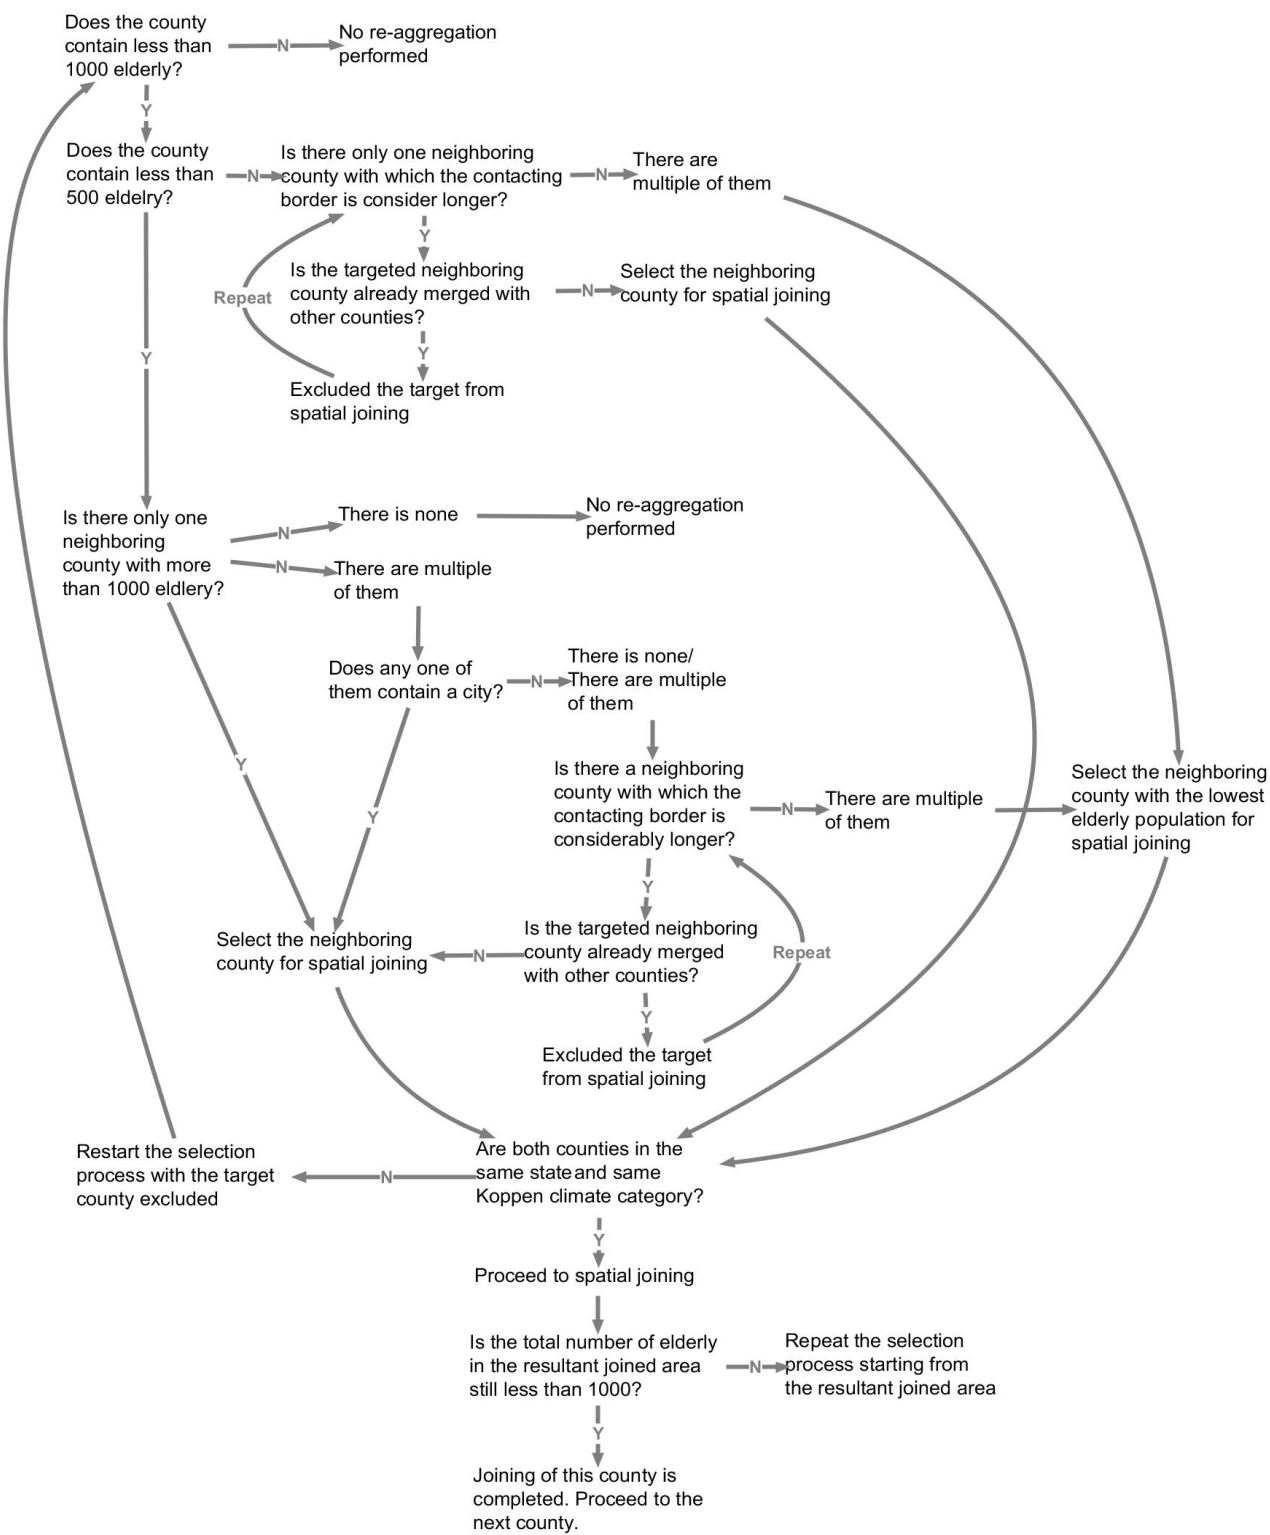 Does the county
contain less than
1000 elderly?
N
No re-aggregation
performed
Y
Does the county
contain less than
500 eldelry?
N
Is there only one neighboring
county with which the contacting
border is consider longer?
N
There are
multiple of them
Y
Repeat
Is the targeted neighboring
county already merged with
other counties?
N
Select the neighboring
county for spatial joining
Y
Excluded the target from
spatial joining
Y
Is there only one
neighboring
county with more
than 1000 eldlery?
N
There is none
No re-aggregation
performed
N
There are multiple
of them
Does any one of
them contain a city?
N
There is none/
There are multiple
of them
Y
Y
Is there a neighboring
county with which the
contacting border is
considerably longer?
N
There are multiple
of them
Select the neighboring
county with the lowest
elderly population for
spatial joining
Y
Select the neighboring
county for spatial joining
N
Is the targeted neighboring
county already merged
with other counties?
Repeat
Y
Excluded the target
from spatial joining
Are both counties in the
same state and same
Koppen climate category?
N
Restart the selection
process with the target
county excluded
Y
Proceed to spatial joining
Is the total number of elderly
in the resultant joined area
still less than 1000?
N
Repeat the selection
process starting from
the resultant joined area
Y
Joining of this county is
completed. Proceed to the
next county.